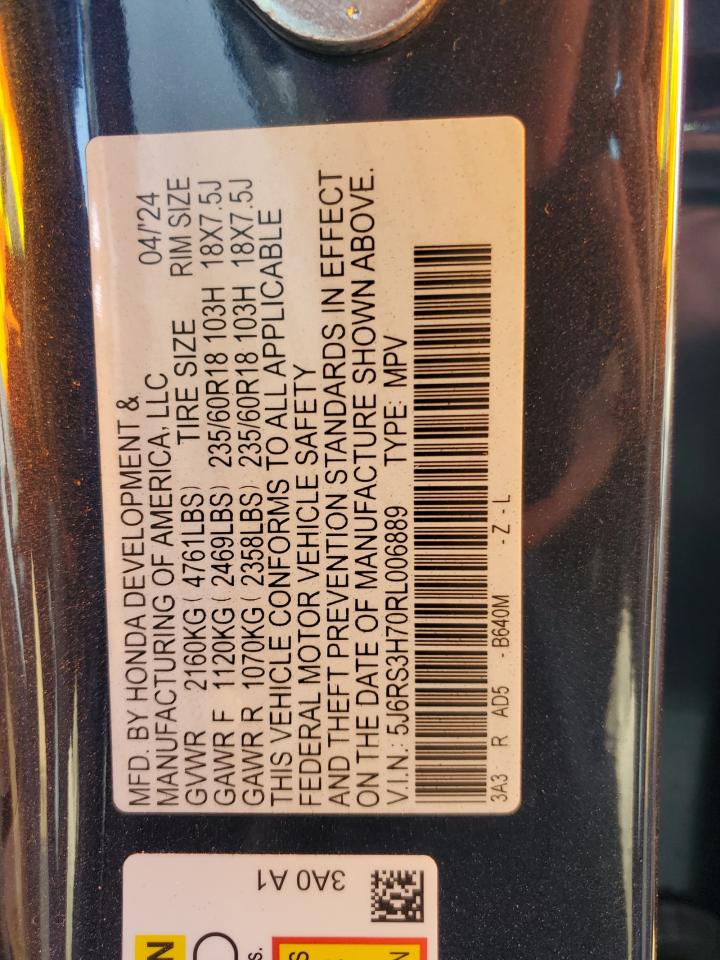 MFD. BY HONDA DEVELOPMENT &
MANUFACTURING OF AMERICA, LLC 04/'24
GVWR 2160KG ( 4761LBS) TIRE SIZE RIM SIZE
GAWR F 1120KG ( 2469LBS) 235/60R18 103H 18X7.5J
GAWR R 1070KG ( 2358LBS) 235/60R18 103H 18X7.5J
THIS VEHICLE CONFORMS TO ALL APPLICABLE
FEDERAL MOTOR VEHICLE SAFETY
AND THEFT PREVENTION STANDARDS IN EFFECT
ON THE DATE OF MANUFACTURE SHOWN ABOVE.
V.I.N.: 5J6RS3H70RL006889 TYPE: MPV
3A3 R AD5 - B640M - Z - L
3A0 A1